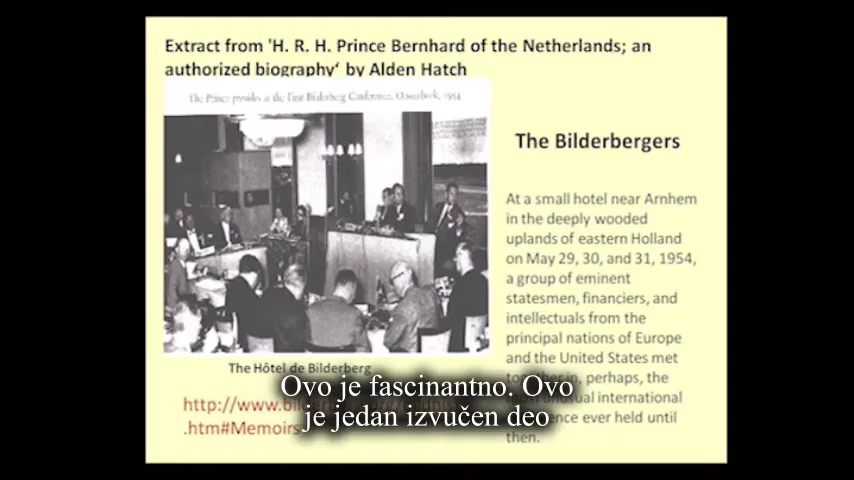 Extract from 'H. R. H. Prince Bernhard of the Netherlands; an
authorized biography‘ by Alden Hatch
The Prince presides at the First Bilderberg Conference, Oosterbeek, 1954
The Bilderbergers
At a small hotel near Arnhem
in the deeply wooded
uplands of eastern Holland
on May 29, 30, and 31, 1954,
a group of eminent
statesmen, financiers, and
intellectuals from the
principal nations of Europe
and the United States met
perhaps, the
international
ever held until
then.
The Hôtel de Bilderberg
http://www.
.htm#Memoirs
Ovo je fascinantno. Ovo
je jedan izvučen deo